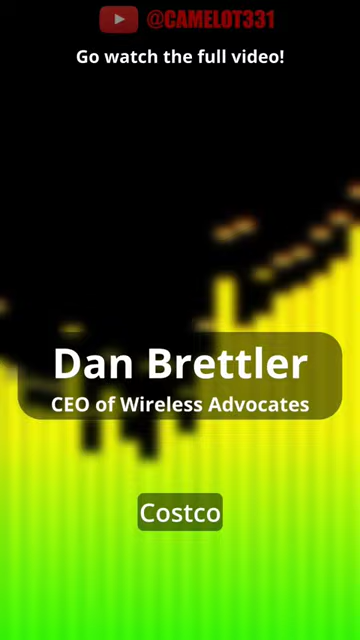 @CAMELOT331
Go watch the full video!
Dan Brettler
CEO of Wireless Advocates
Costco